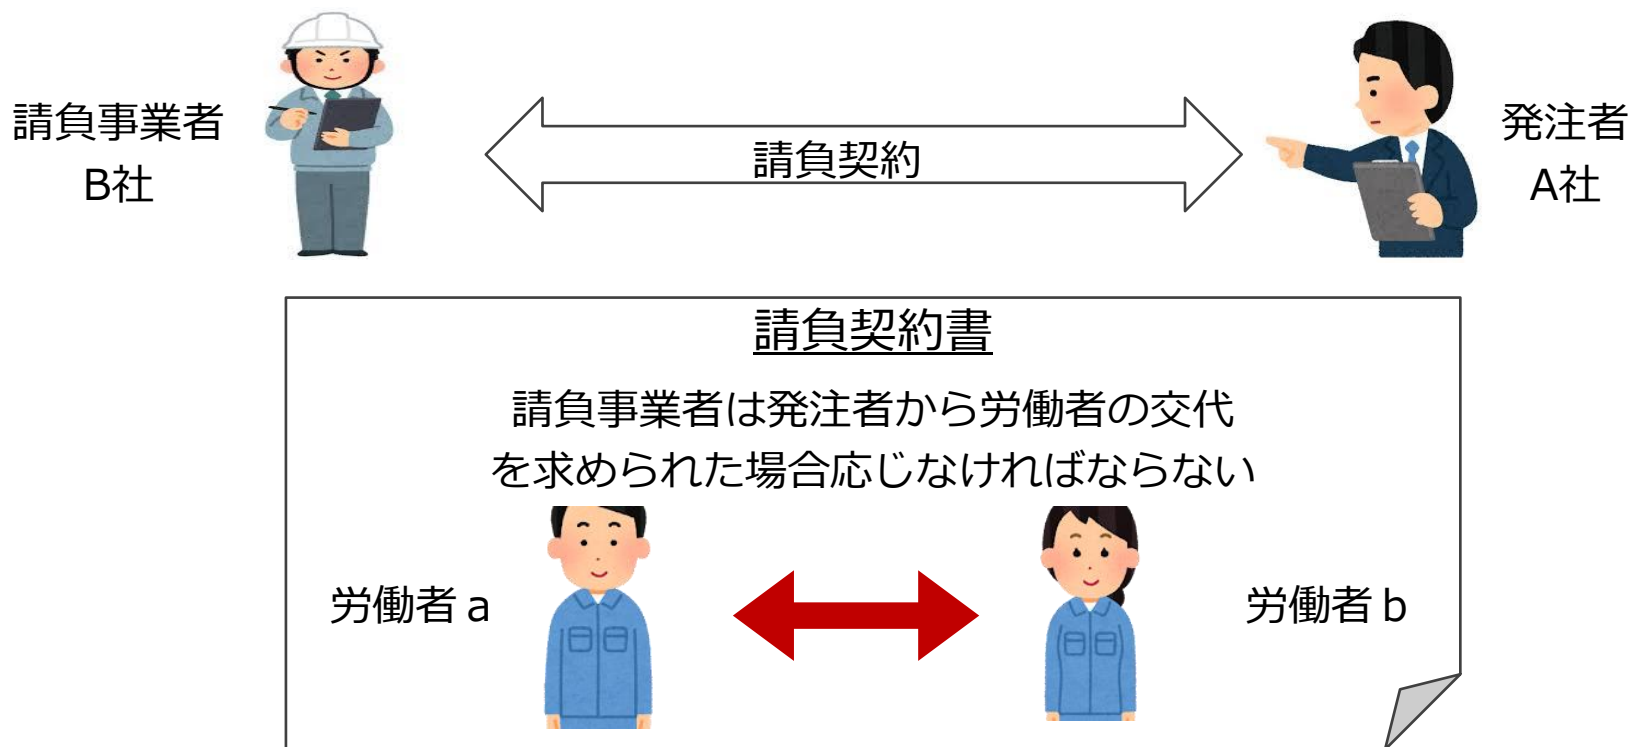 請負事業者
B社
請負契約
発注者
A社
請負契約書
請負事業者は発注者から労働者の交代
を求められた場合応じなければならない
労働者a
労働者b